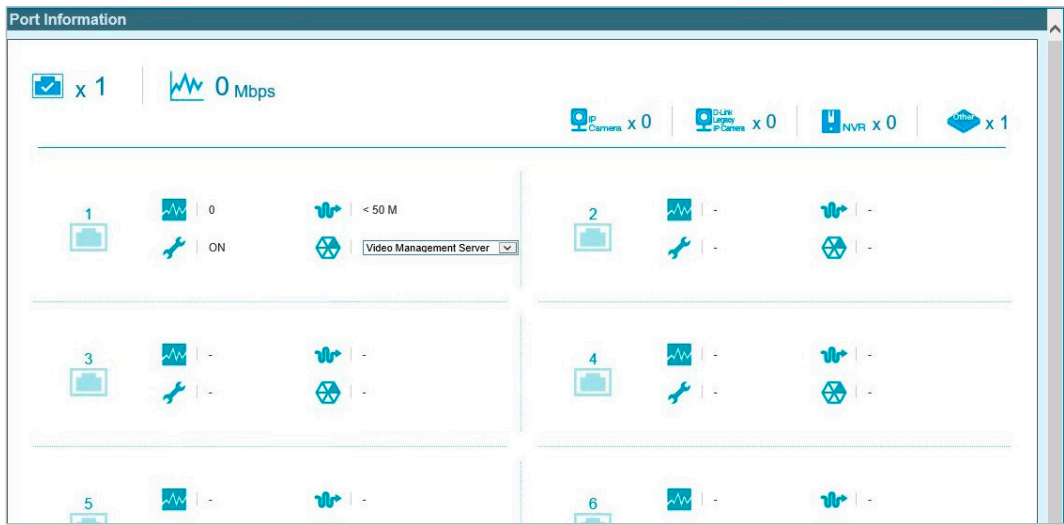 Port Information
x 1
0 Mbps
IP Camera x 0
D-Link Legacy IP Camera x 0
NVR x 0
Other x 1
1
0
< 50 M
ON
Video Management Server
2
-
-
-
-
3
-
-
-
-
4
-
-
-
-
5
-
-
6
-
-